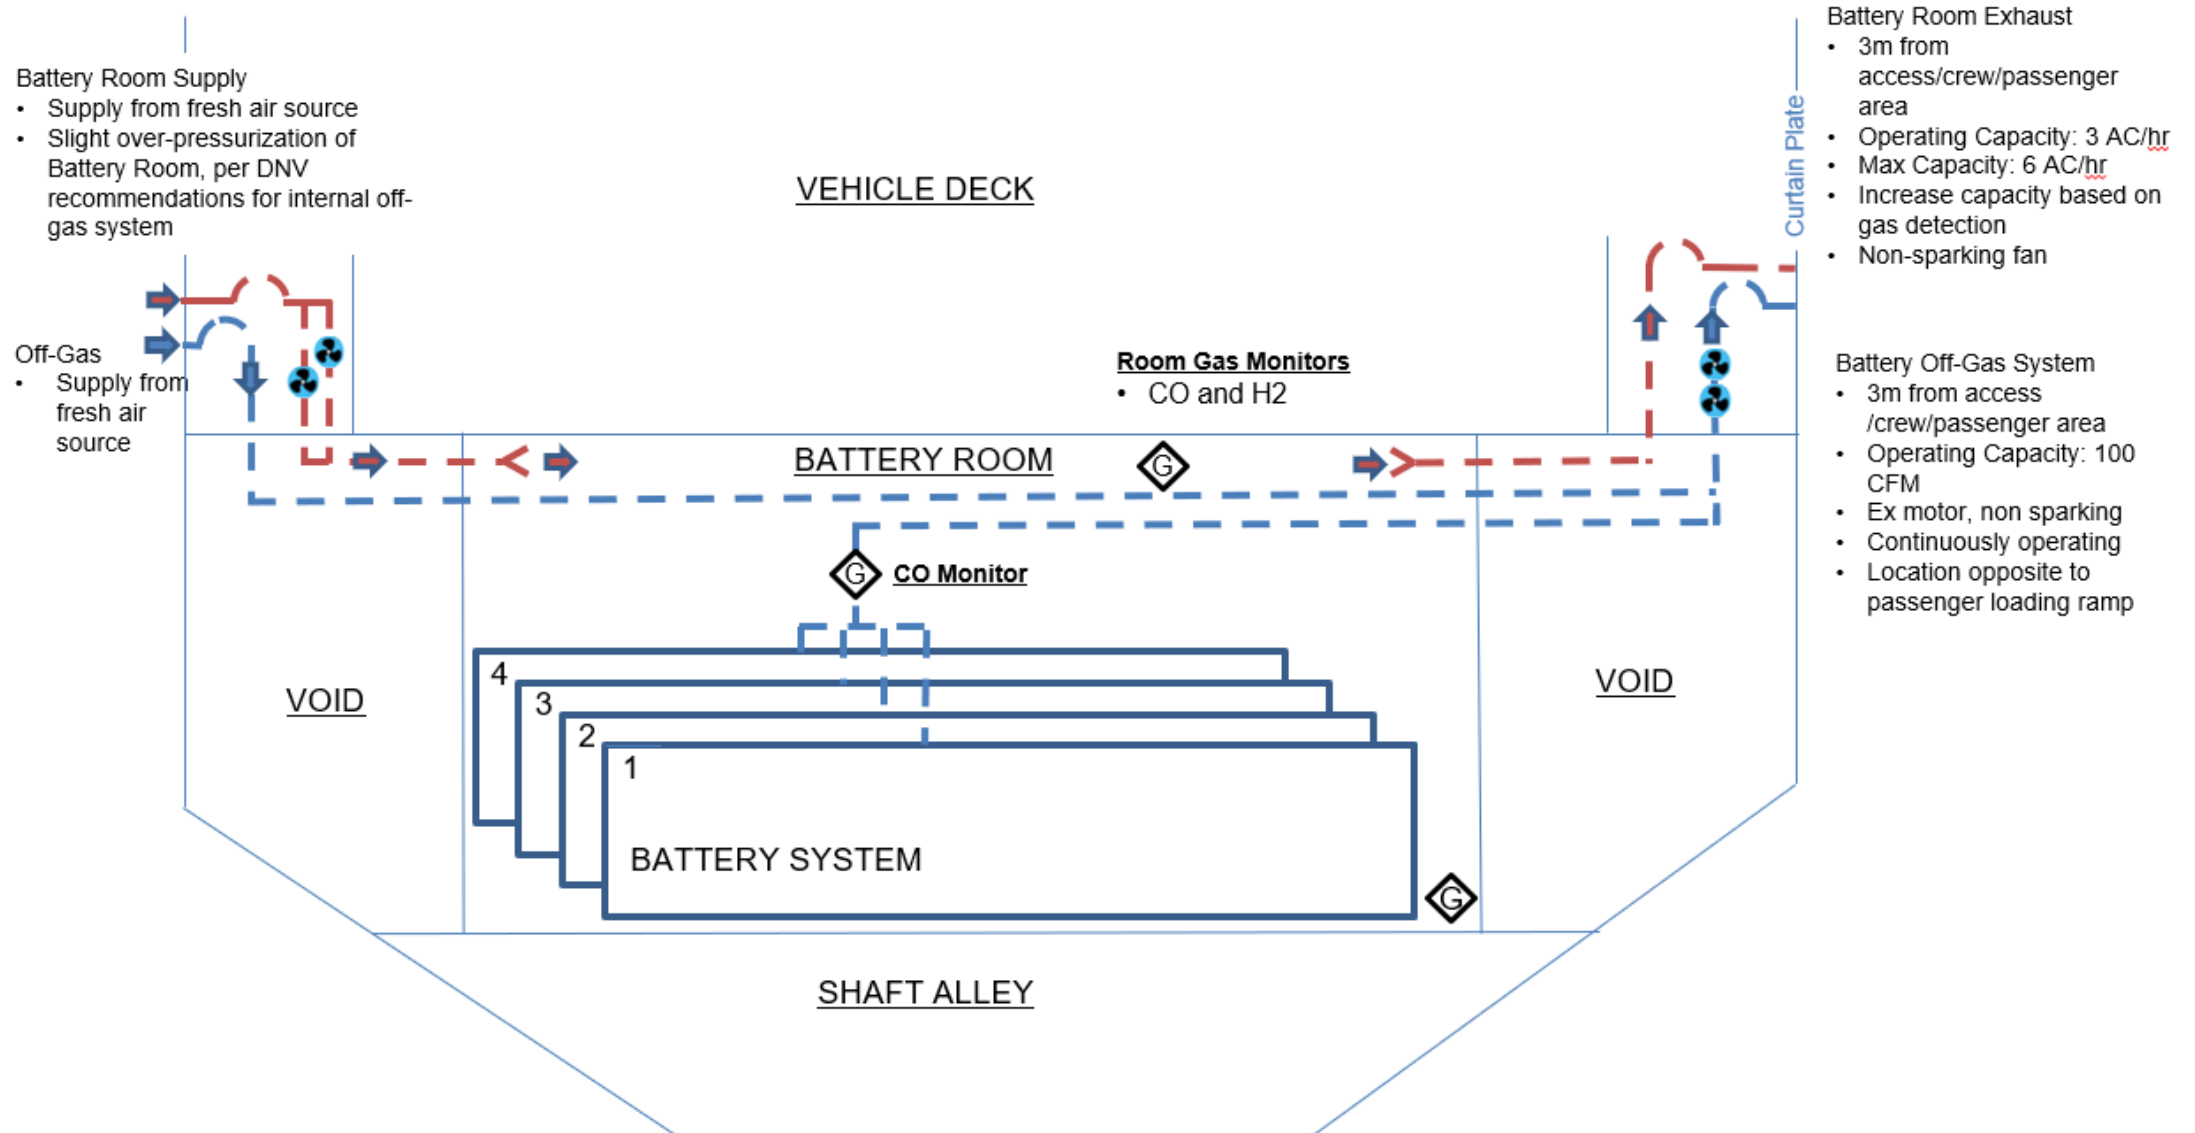 Battery Room Supply
• Supply from fresh air source
• Slight over-pressurization of
Battery Room, per DNV
recommendations for internal off-
gas system
Off-Gas
• Supply from
fresh air
source
VEHICLE DECK
Room Gas Monitors
• CO and H2
BATTERY ROOM
G
G
CO Monitor
VOID
4
3
2
1
BATTERY SYSTEM
G
VOID
SHAFT ALLEY
Curtain Plate
Battery Room Exhaust
• 3m from
access/crew/passenger
area
• Operating Capacity: 3 AC/hr
• Max Capacity: 6 AC/hr
• Increase capacity based on
gas detection
• Non-sparking fan
Battery Off-Gas System
• 3m from access
/crew/passenger area
• Operating Capacity: 100
CFM
• Ex motor, non sparking
• Continuously operating
• Location opposite to
passenger loading ramp